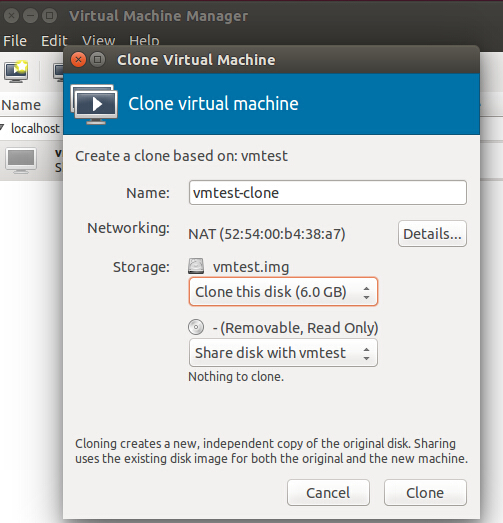 Virtual Machine Manager
File Edit View Help
Clone Virtual Machine
Clone virtual machine
Name
localhost
Create a clone based on: vmtest
Name: vmtest-clone
Networking: NAT (52:54:00:b4:38:a7) Details...
Storage: vmtest.img
Clone this disk (6.0 GB)
- (Removable, Read Only)
Share disk with vmtest
Nothing to clone.
Cloning creates a new, independent copy of the original disk. Sharing
uses the existing disk image for both the original and the new machine.
Cancel Clone